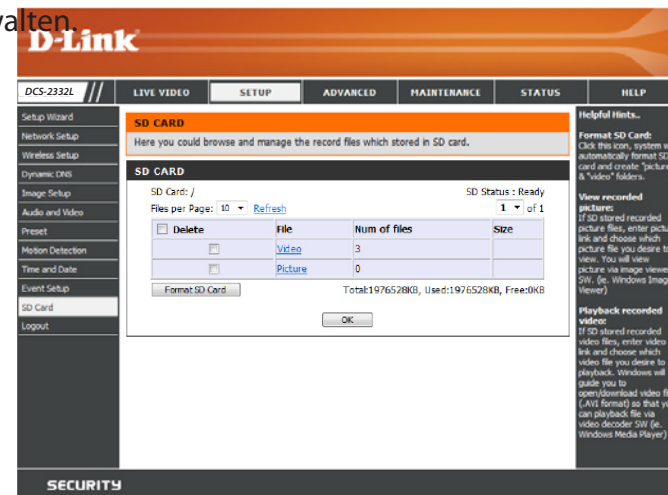 D-Link
DCS-2332L
LIVE VIDEO
SETUP
ADVANCED
MAINTENANCE
STATUS
HELP
Setup Wizard
Network Setup
Wireless Setup
Dynamic DNS
Image Setup
Audio and Video
Preset
Motion Detection
Time and Date
Event Setup
SD Card
Logout
SD CARD
Here you could browse and manage the record files which stored in SD card.
SD CARD
SD Card: / SD Status : Ready
Files per Page: 10 Refresh 1 of 1
Delete File Num of files Size
Video 3
Picture 0
Format SD Card Total:1976528KB, Used:1976528KB, Free:0KB
OK
Helpful Hints..
Format SD Card:
Click this icon, system
automatically format SD
card and create "picture
& "video" folders.
View recorded
picture:
If SD stored recorded
picture files, enter
link and choose which
picture file you desire
view. You will view
picture via image viewer
SW. (ie. Windows Image
Viewer)
Playback recorded
video:
If SD stored recorded
video files, enter video
link and choose which
video file you desire to
playback. Windows will
guide you to
open/download video
(.AVI format) so that
can playback file via
video decoder SW (ie.
Windows Media Player)
SECURITY